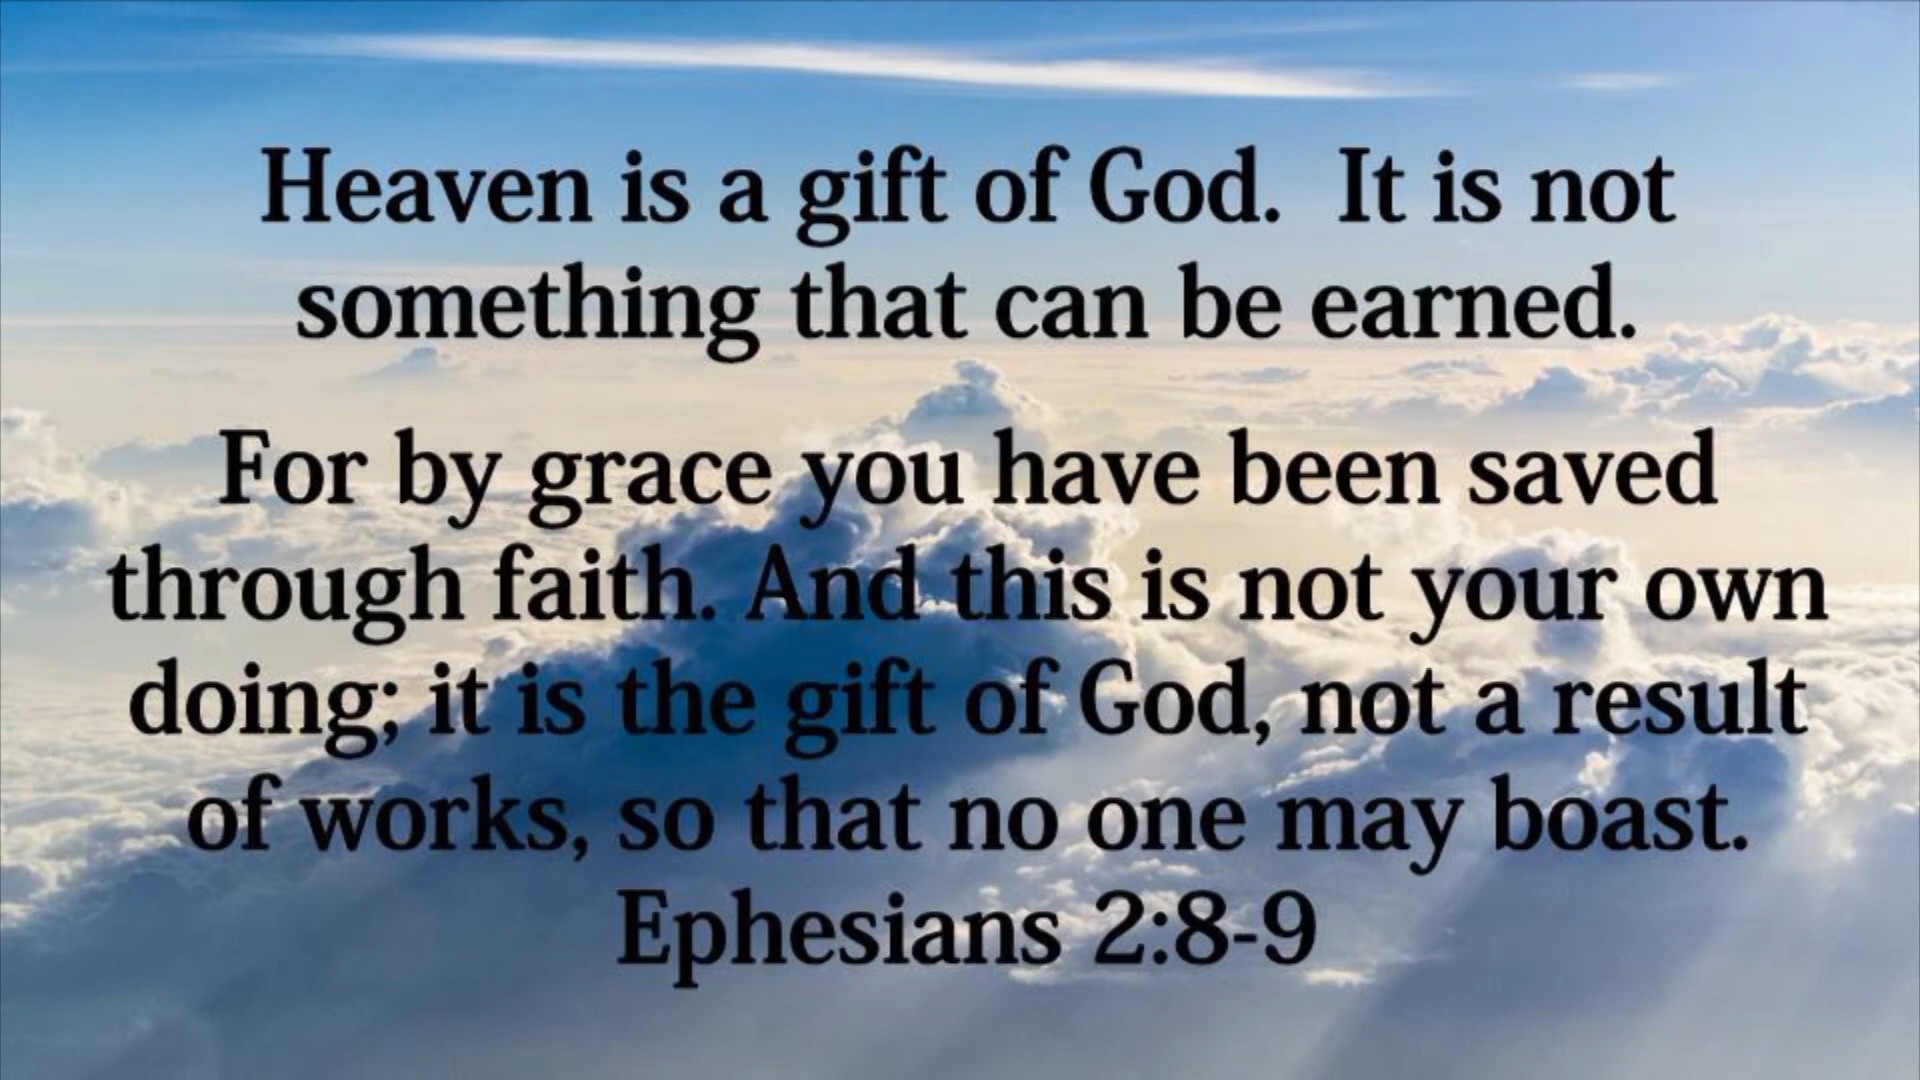 Heaven is a gift of God.  It is not
something that can be earned.
For by grace you have been saved
through faith. And this is not your own
doing; it is the gift of God, not a result
of works, so that no one may boast.
Ephesians 2:8-9